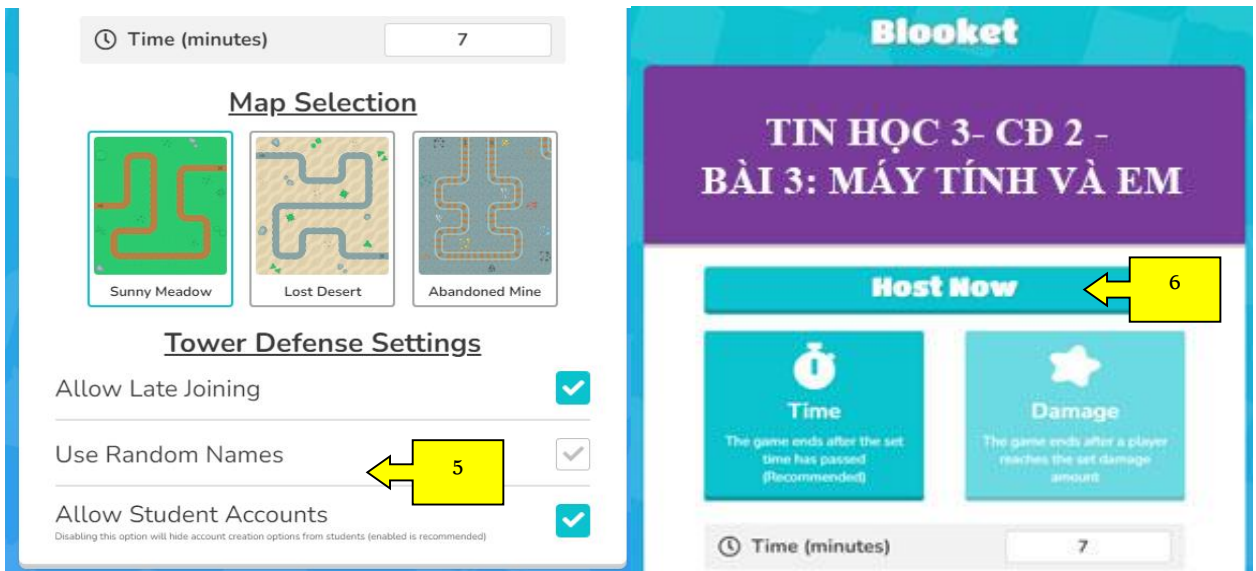 Time (minutes)
7
Map Selection
Sunny Meadow
Lost Desert
Abandoned Mine
Tower Defense Settings
Allow Late Joining
Use Random Names
5
Allow Student Accounts
Disabling this option will hide account creation options from students (enabled is recommended)
Blooket
TIN HỌC 3- CĐ 2 -
BÀI 3: MÁY TÍNH VÀ EM
Host Now
6
Time
The game ends after the set
time has passed
(Recommended)
Damage
The game ends after a player
reaches the set damage
amount
Time (minutes)
7